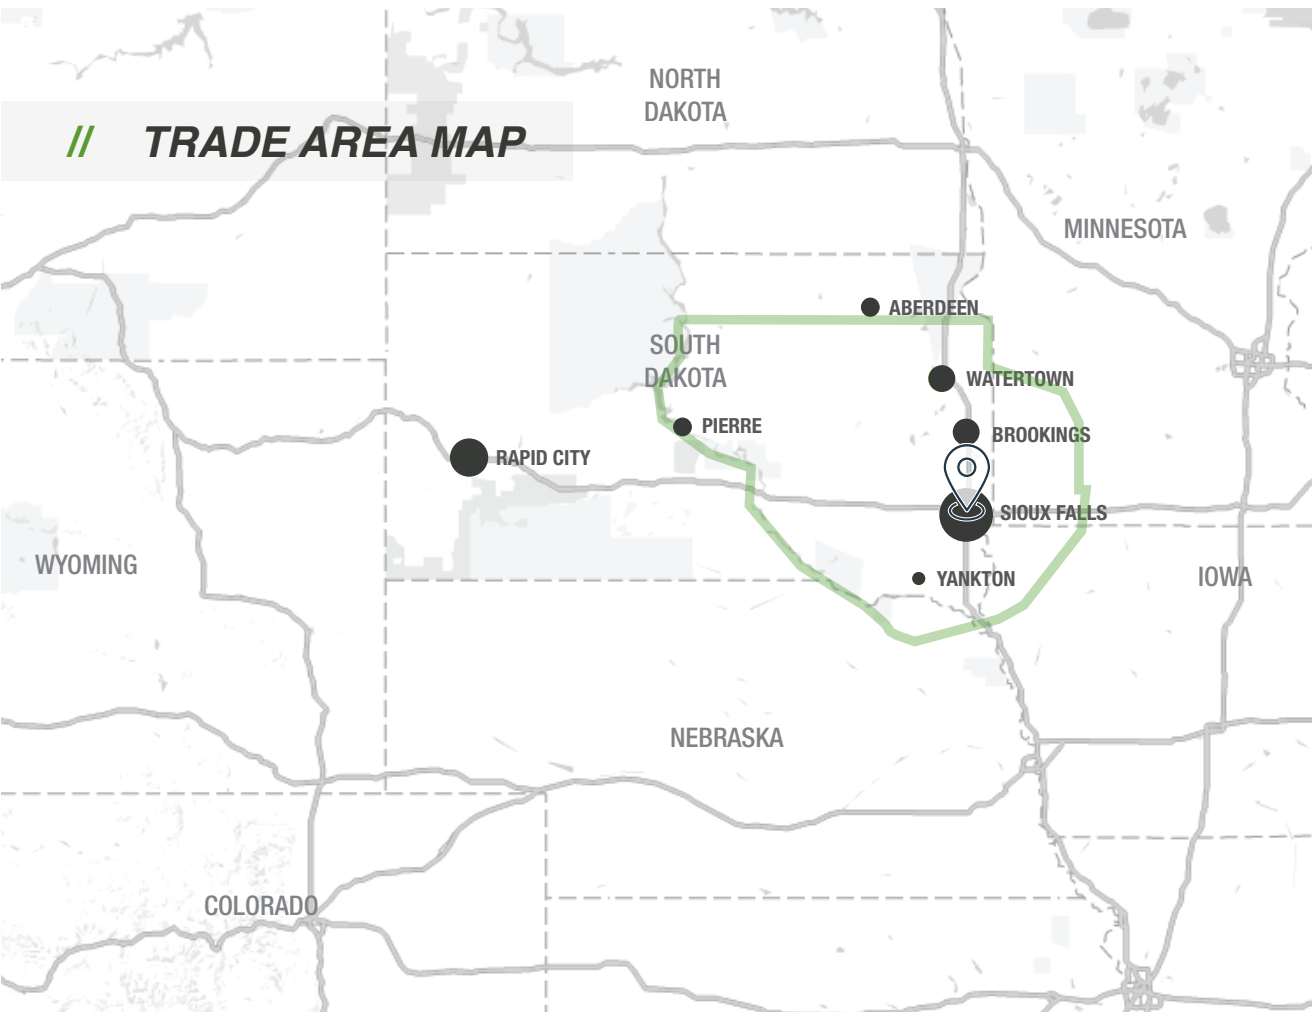 NORTH
DAKOTA
// TRADE AREA MAP
MINNESOTA
ABERDEEN
SOUTH
DAKOTA
WATERTOWN
PIERRE
BROOKINGS
RAPID CITY
SIOUX FALLS
WYOMING
YANKTON
IOWA
NEBRASKA
COLORADO